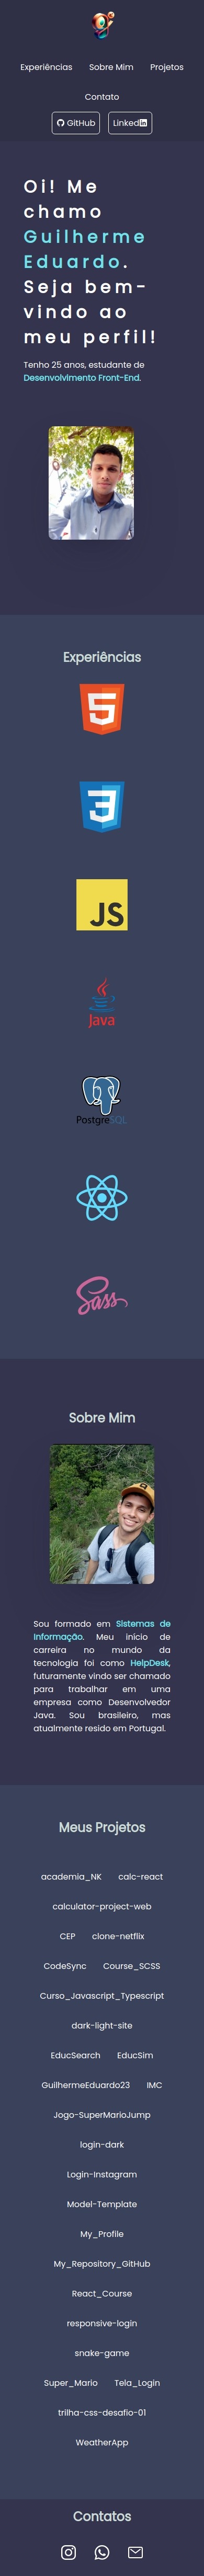 Experiências Sobre Mim Projetos
Contato
GitHub Linked
Oi! Me
chamo
Guilherme
Eduardo.
Seja bem-
vindo ao
meu perfil!
Tenho 25 anos, estudante de
Desenvolvimento Front-End.
Experiências
JS
Java
PostgreSQL
Sass
Sobre Mim
Sou formado em Sistemas de
Informação. Meu início de
carreira no mundo da
tecnologia foi como HelpDesk,
futuramente vindo ser chamado
para trabalhar em uma
empresa como Desenvolvedor
Java. Sou brasileiro, mas
atualmente resido em Portugal.
Meus Projetos
academia_NK calc-react
calculator-project-web
CEP clone-netflix
CodeSync Course_SCSS
Curso_Javascript_Typescript
dark-light-site
EducSearch EducSim
GuilhermeEduardo23 IMC
Jogo-SuperMarioJump
login-dark
Login-Instagram
Model-Template
My_Profile
My_Repository_GitHub
React_Course
responsive-login
snake-game
Super_Mario Tela_Login
trilha-css-desafio-01
WeatherApp
Contatos